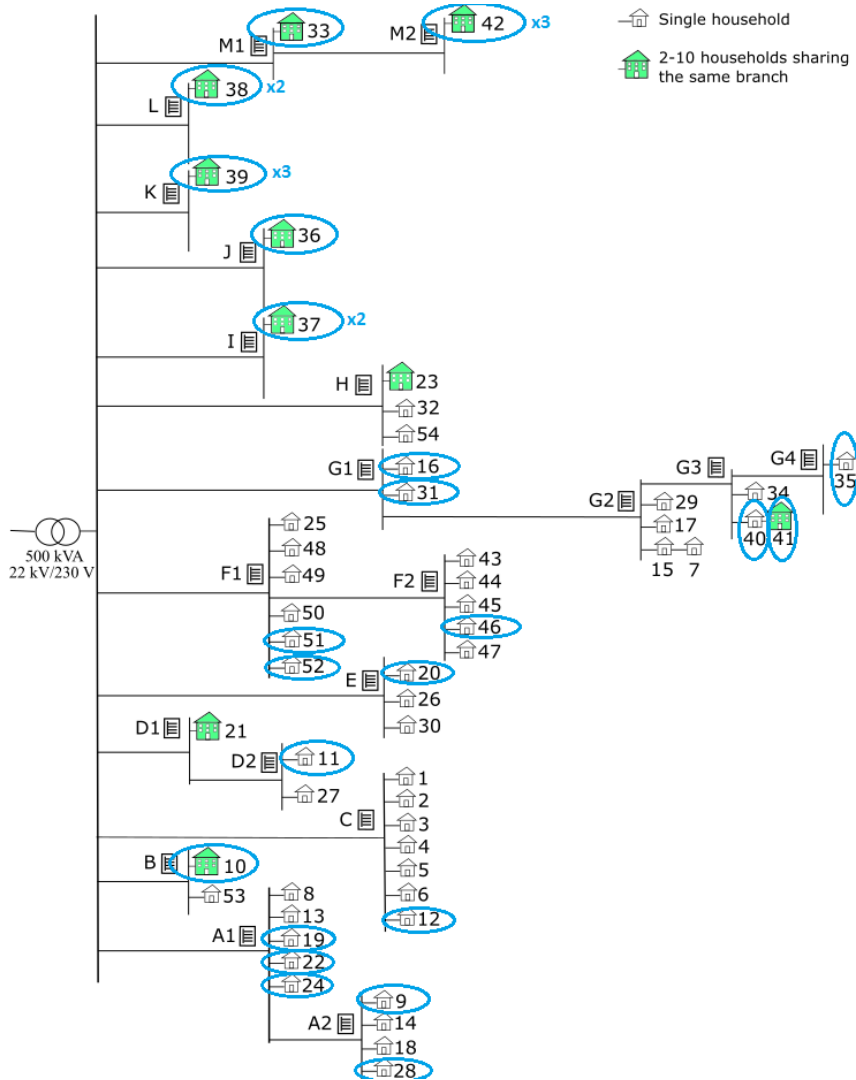 M1
33
M2
42
x3
Single household
2-10 households sharing
the same branch
L
38
x2
K
39
x3
J
36
I
37
x2
H
23
32
54
G1
16
31
G2
29
17
15
7
G3
34
40
41
G4
35
500 kVA
22 kV/230 V
F1
25
48
49
50
51
52
F2
43
44
45
46
47
E
20
26
30
D1
21
D2
11
27
C
1
2
3
4
5
6
12
B
10
53
A1
8
13
19
22
24
A2
9
14
18
28